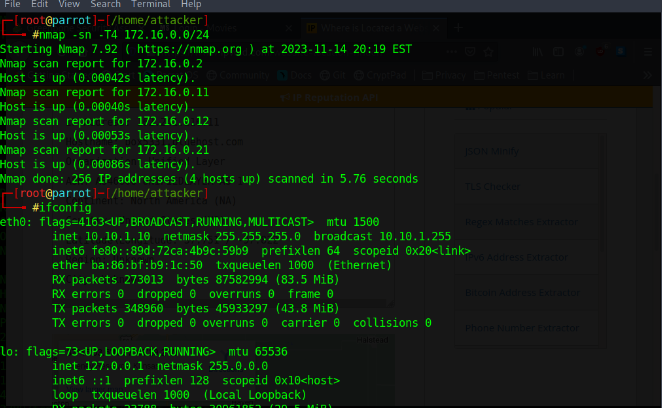 File Edit View Search Terminal Help
[root@parrot]─[/home/attacker]
#nmap -sn -T4 172.16.0.0/24
Starting Nmap 7.92 ( https://nmap.org ) at 2023-11-14 20:19 EST
Nmap scan report for 172.16.0.2
Host is up (0.00042s latency).
Nmap scan report for 172.16.0.11
Host is up (0.00040s latency).
Nmap scan report for 172.16.0.12
Host is up (0.00053s latency).
Nmap scan report for 172.16.0.21
Host is up (0.00086s latency).
Nmap done: 256 IP addresses (4 hosts up) scanned in 5.76 seconds
[root@parrot]─[/home/attacker]
#ifconfig
eth0: flags=4163<UP,BROADCAST,RUNNING,MULTICAST> mtu 1500
inet 10.10.1.10 netmask 255.255.255.0 broadcast 10.10.1.255
inet6 fe80::89d:72ca:4b9c:59b9 prefixlen 64 scopeid 0x20<link>
ether ba:86:bf:b9:1c:50 txqueuelen 1000 (Ethernet)
RX packets 273013 bytes 87582994 (83.5 MiB)
RX errors 0 dropped 0 overruns 0 frame 0
TX packets 348960 bytes 45933297 (43.8 MiB)
TX errors 0 dropped 0 overruns 0 carrier 0 collisions 0
lo: flags=73<UP,LOOPBACK,RUNNING> mtu 65536
inet 127.0.0.1 netmask 255.0.0.0
inet6 ::1 prefixlen 128 scopeid 0x10<host>
loop txqueuelen 1000 (Local Loopback)
JSON Minify
TLS Checker
Bitcoin Address Extractor
Phone Number Extractor